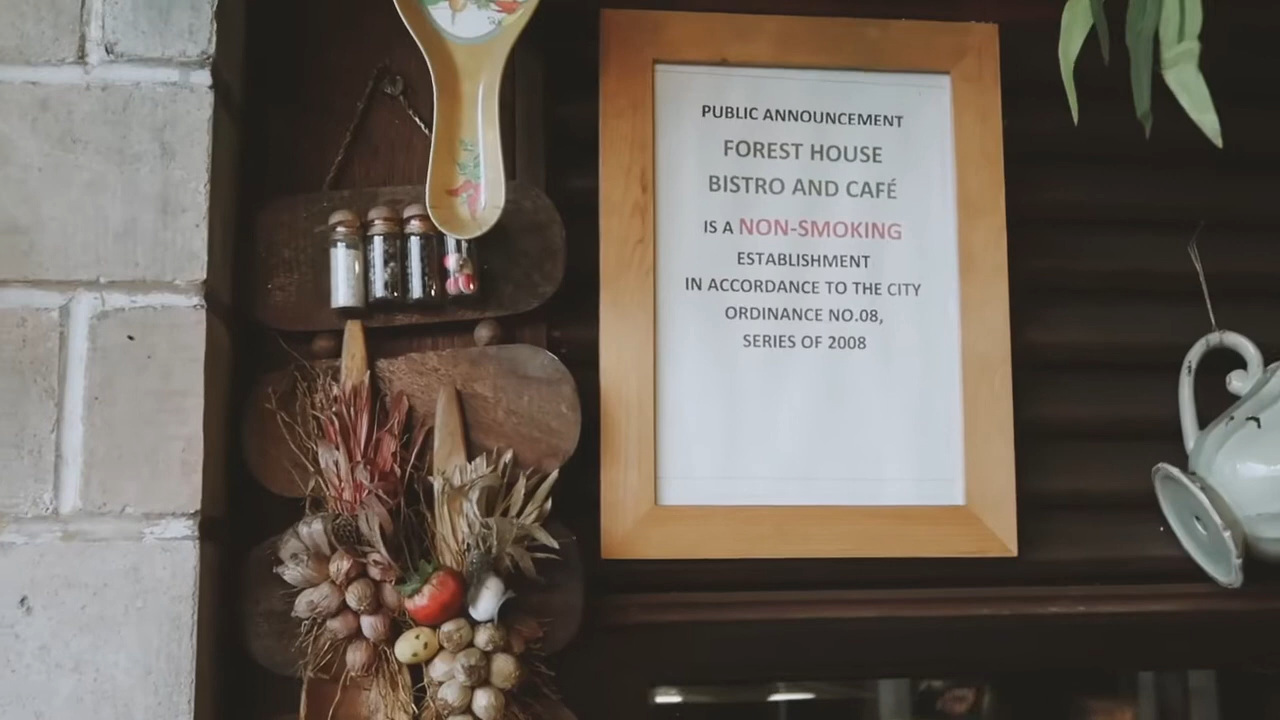 PUBLIC ANNOUNCEMENT
FOREST HOUSE
BISTRO AND CAFÉ
IS A NON-SMOKING
ESTABLISHMENT
IN ACCORDANCE TO THE CITY
ORDINANCE NO.08,
SERIES OF 2008